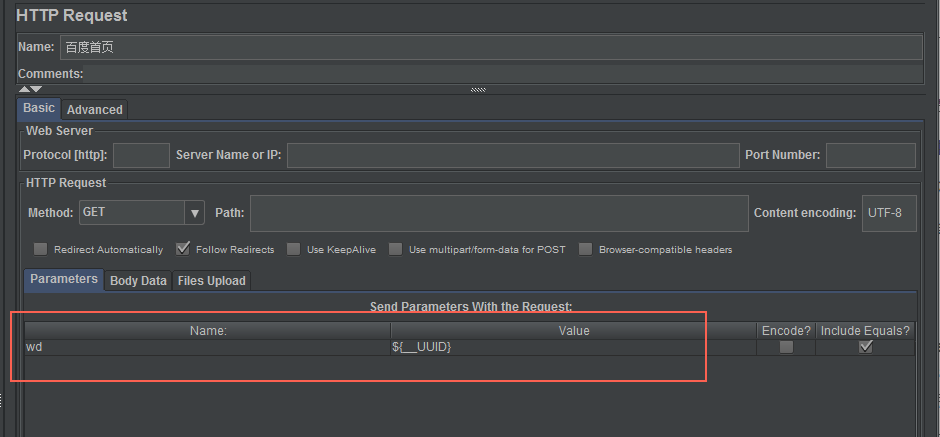 HTTP Request
Name: 百度首页
Comments:
Basic Advanced
Web Server
Protocol [http]: Server Name or IP: Port Number:
HTTP Request
Method: GET Path: Content encoding: UTF-8
Redirect Automatically Follow Redirects Use KeepAlive Use multipart/form-data for POST Browser-compatible headers
Parameters Body Data Files Upload
Send Parameters With the Request:
Name: Value Encode? Include Equals?
wd ${__UUID}